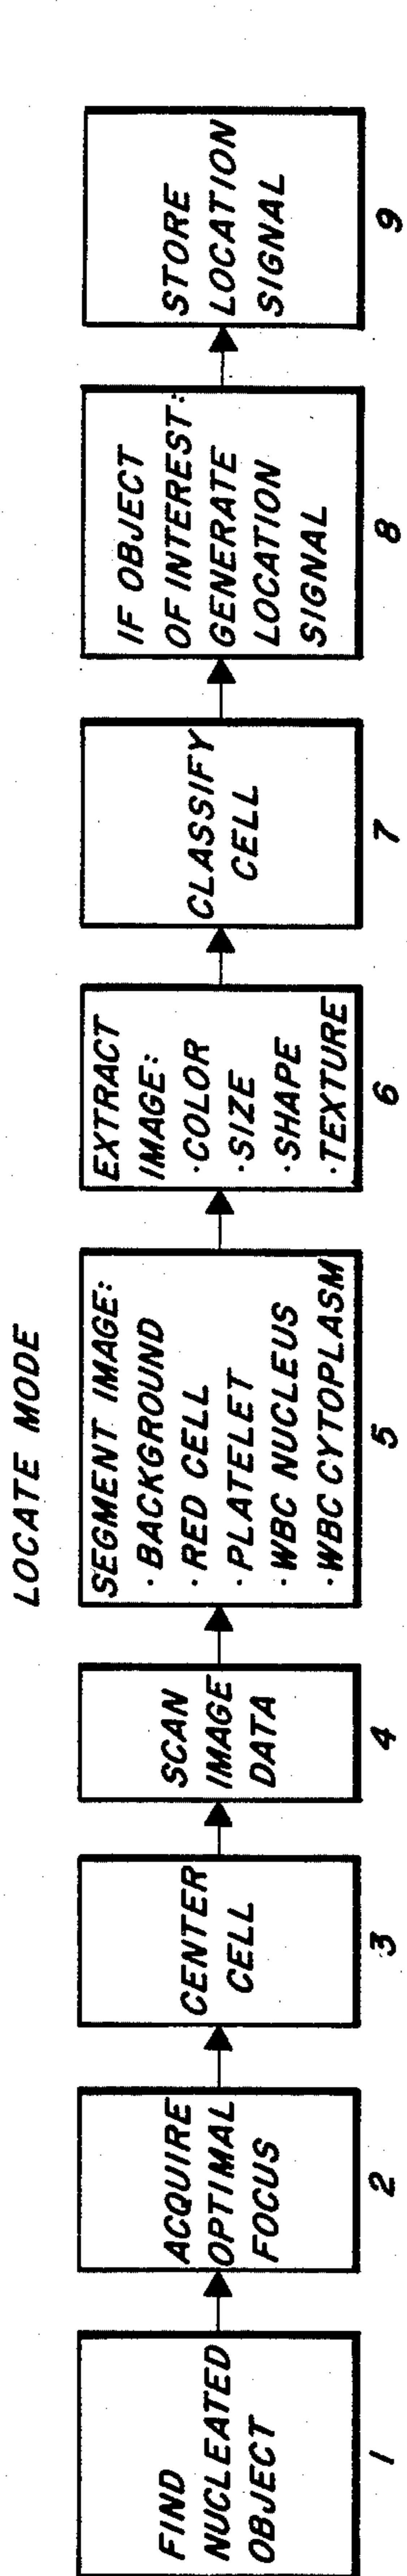 LOCATE MODE
FIND
NUCLEATED
OBJECT
1
ACQUIRE
OPTIMAL
FOCUS
2
CENTER
CELL
3
SCAN
IMAGE
DATA
4
SEGMENT IMAGE:
· BACKGROUND
· RED CELL
· PLATELET
· WBC NUCLEUS
· WBC CYTOPLASM
5
EXTRACT
IMAGE:
· COLOR
· SIZE
· SHAPE
· TEXTURE
6
CLASSIFY
CELL
7
IF OBJECT
OF INTEREST:
GENERATE
LOCATION
SIGNAL
8
STORE
LOCATION
SIGNAL
9